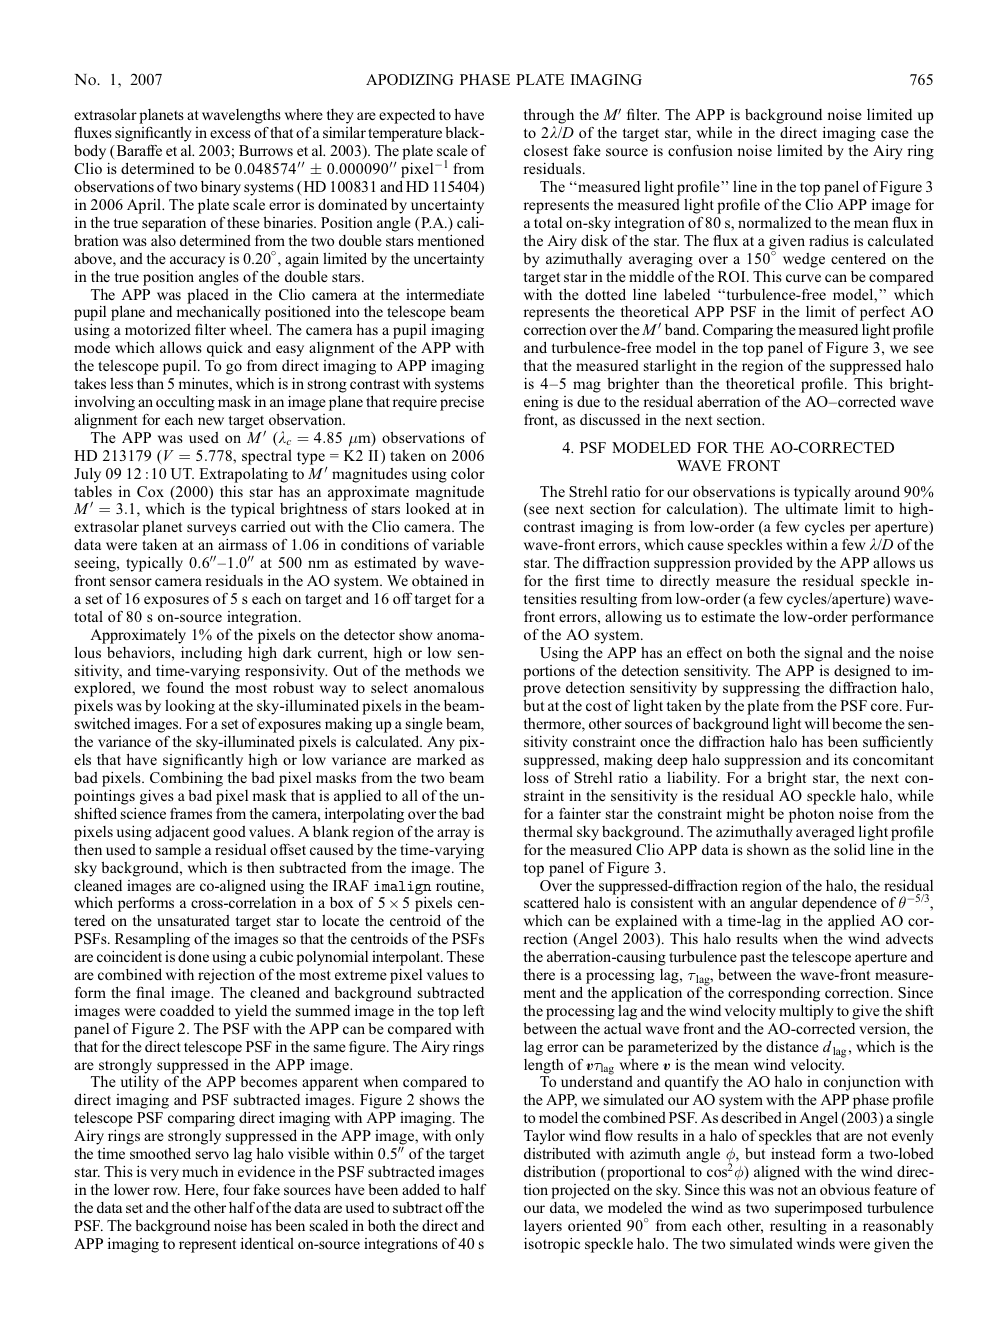 No. 1, 2007
APODIZING PHASE PLATE IMAGING
765
extrasolar planets at wavelengths where they are expected to have
fluxes significantly in excess of that of a similar temperature black-
body (Baraffe et al. 2003; Burrows et al. 2003). The plate scale of
Clio is determined to be 0.048574″ ± 0.000090″ pixel⁻¹ from
observations of two binary systems (HD 100831 and HD 115404)
in 2006 April. The plate scale error is dominated by uncertainty
in the true separation of these binaries. Position angle (P.A.) cali-
bration was also determined from the two double stars mentioned
above, and the accuracy is 0.20°, again limited by the uncertainty
in the true position angles of the double stars.
The APP was placed in the Clio camera at the intermediate
pupil plane and mechanically positioned into the telescope beam
using a motorized filter wheel. The camera has a pupil imaging
mode which allows quick and easy alignment of the APP with
the telescope pupil. To go from direct imaging to APP imaging
takes less than 5 minutes, which is in strong contrast with systems
involving an occulting mask in an image plane that require precise
alignment for each new target observation.
The APP was used on M′ (λc = 4.85 μm) observations of
HD 213179 (V = 5.778, spectral type = K2 II) taken on 2006
July 09 12:10 UT. Extrapolating to M′ magnitudes using color
tables in Cox (2000) this star has an approximate magnitude
M′ = 3.1, which is the typical brightness of stars looked at in
extrasolar planet surveys carried out with the Clio camera. The
data were taken at an airmass of 1.06 in conditions of variable
seeing, typically 0.6″–1.0″ at 500 nm as estimated by wave-
front sensor camera residuals in the AO system. We obtained in
a set of 16 exposures of 5 s each on target and 16 off target for a
total of 80 s on-source integration.
Approximately 1% of the pixels on the detector show anoma-
lous behaviors, including high dark current, high or low sen-
sitivity, and time-varying responsivity. Out of the methods we
explored, we found the most robust way to select anomalous
pixels was by looking at the sky-illuminated pixels in the beam-
switched images. For a set of exposures making up a single beam,
the variance of the sky-illuminated pixels is calculated. Any pix-
els that have significantly high or low variance are marked as
bad pixels. Combining the bad pixel masks from the two beam
pointings gives a bad pixel mask that is applied to all of the un-
shifted science frames from the camera, interpolating over the bad
pixels using adjacent good values. A blank region of the array is
then used to sample a residual offset caused by the time-varying
sky background, which is then subtracted from the image. The
cleaned images are co-aligned using the IRAF imalign routine,
which performs a cross-correlation in a box of 5 × 5 pixels cen-
tered on the unsaturated target star to locate the centroid of the
PSFs. Resampling of the images so that the centroids of the PSFs
are coincident is done using a cubic polynomial interpolant. These
are combined with rejection of the most extreme pixel values to
form the final image. The cleaned and background subtracted
images were coadded to yield the summed image in the top left
panel of Figure 2. The PSF with the APP can be compared with
that for the direct telescope PSF in the same figure. The Airy rings
are strongly suppressed in the APP image.
The utility of the APP becomes apparent when compared to
direct imaging and PSF subtracted images. Figure 2 shows the
telescope PSF comparing direct imaging with APP imaging. The
Airy rings are strongly suppressed in the APP image, with only
the time smoothed servo lag halo visible within 0.5″ of the target
star. This is very much in evidence in the PSF subtracted images
in the lower row. Here, four fake sources have been added to half
the data set and the other half of the data are used to subtract off the
PSF. The background noise has been scaled in both the direct and
APP imaging to represent identical on-source integrations of 40 s
through the M′ filter. The APP is background noise limited up
to 2λ/D of the target star, while in the direct imaging case the
closest fake source is confusion noise limited by the Airy ring
residuals.
The ‘‘measured light profile’’ line in the top panel of Figure 3
represents the measured light profile of the Clio APP image for
a total on-sky integration of 80 s, normalized to the mean flux in
the Airy disk of the star. The flux at a given radius is calculated
by azimuthally averaging over a 150° wedge centered on the
target star in the middle of the ROI. This curve can be compared
with the dotted line labeled ‘‘turbulence-free model,’’ which
represents the theoretical APP PSF in the limit of perfect AO
correction over the M′ band. Comparing the measured light profile
and turbulence-free model in the top panel of Figure 3, we see
that the measured starlight in the region of the suppressed halo
is 4–5 mag brighter than the theoretical profile. This bright-
ening is due to the residual aberration of the AO–corrected wave
front, as discussed in the next section.
4. PSF MODELED FOR THE AO-CORRECTED
WAVE FRONT
The Strehl ratio for our observations is typically around 90%
(see next section for calculation). The ultimate limit to high-
contrast imaging is from low-order (a few cycles per aperture)
wave-front errors, which cause speckles within a few λ/D of the
star. The diffraction suppression provided by the APP allows us
for the first time to directly measure the residual speckle in-
tensities resulting from low-order (a few cycles/aperture) wave-
front errors, allowing us to estimate the low-order performance
of the AO system.
Using the APP has an effect on both the signal and the noise
portions of the detection sensitivity. The APP is designed to im-
prove detection sensitivity by suppressing the diffraction halo,
but at the cost of light taken by the plate from the PSF core. Fur-
thermore, other sources of background light will become the sen-
sitivity constraint once the diffraction halo has been sufficiently
suppressed, making deep halo suppression and its concomitant
loss of Strehl ratio a liability. For a bright star, the next con-
straint in the sensitivity is the residual AO speckle halo, while
for a fainter star the constraint might be photon noise from the
thermal sky background. The azimuthally averaged light profile
for the measured Clio APP data is shown as the solid line in the
top panel of Figure 3.
Over the suppressed-diffraction region of the halo, the residual
scattered halo is consistent with an angular dependence of θ⁻⁵ᐟ³,
which can be explained with a time-lag in the applied AO cor-
rection (Angel 2003). This halo results when the wind advects
the aberration-causing turbulence past the telescope aperture and
there is a processing lag, τlag, between the wave-front measure-
ment and the application of the corresponding correction. Since
the processing lag and the wind velocity multiply to give the shift
between the actual wave front and the AO-corrected version, the
lag error can be parameterized by the distance dlag, which is the
length of vτlag where v is the mean wind velocity.
To understand and quantify the AO halo in conjunction with
the APP, we simulated our AO system with the APP phase profile
to model the combined PSF. As described in Angel (2003) a single
Taylor wind flow results in a halo of speckles that are not evenly
distributed with azimuth angle ϕ, but instead form a two-lobed
distribution (proportional to cos²ϕ) aligned with the wind direc-
tion projected on the sky. Since this was not an obvious feature of
our data, we modeled the wind as two superimposed turbulence
layers oriented 90° from each other, resulting in a reasonably
isotropic speckle halo. The two simulated winds were given the